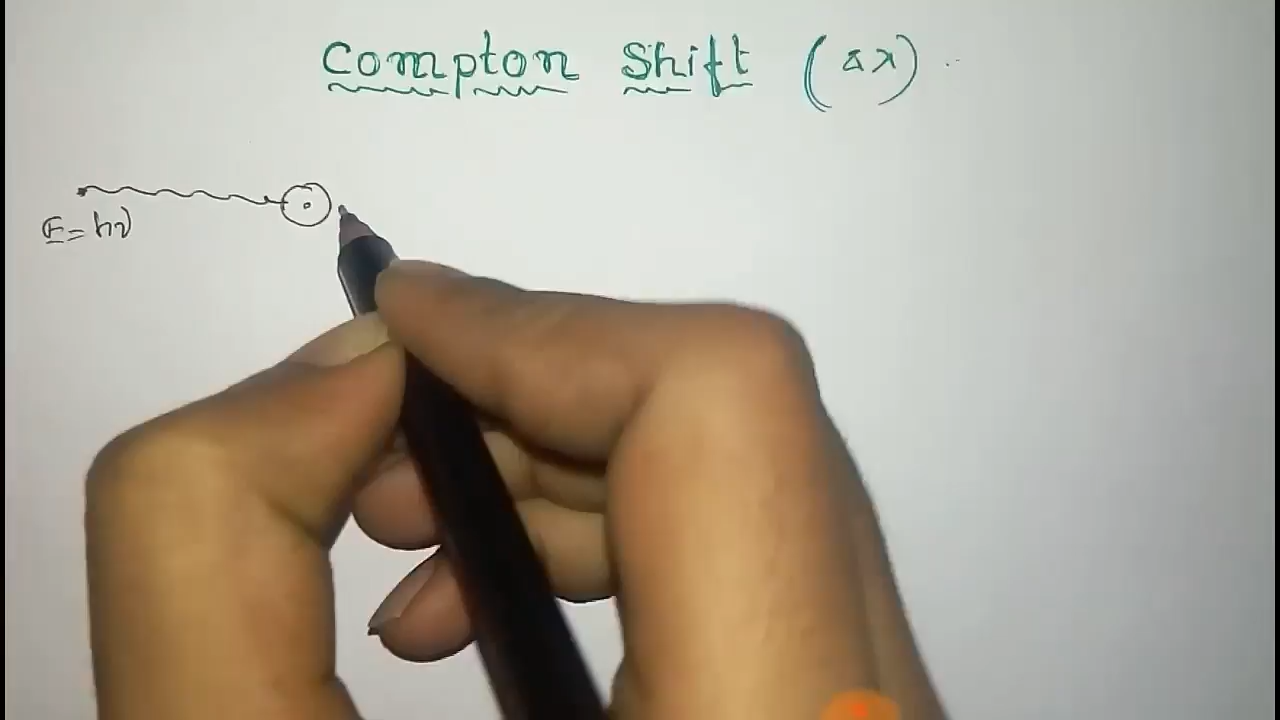 Compton Shift (Δλ)
E = hν